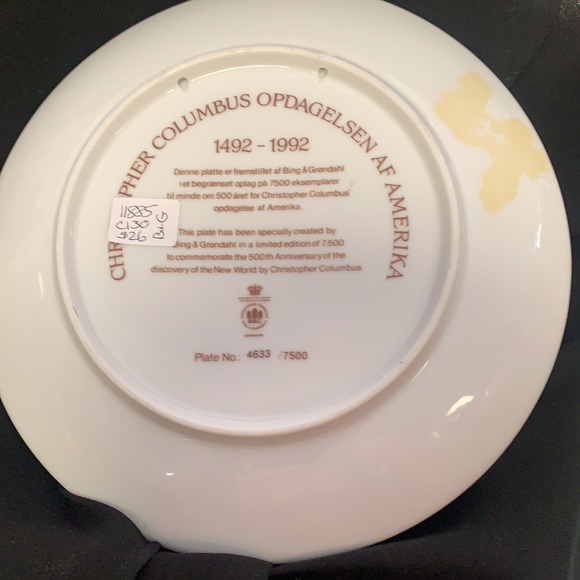 CHR PHER COLUMBUS OPDAGELSEN AF AMERIKA
1492 - 1992
Denne platte er fremstillet af Bing & Grøndahl
i et begrænset oplag på 7500 eksemplarer
til minde om 500 året for Christopher Columbus'
opdagelse af Amerika.
This plate has been specially created by
Bing & Grøndahl in a limited edition of 7.500
to commemorate the 500th Anniversary of the
discovery of the New World by Christopher Columbus
Plate No.: 4633 /7500
11885
C130
$26
B&G